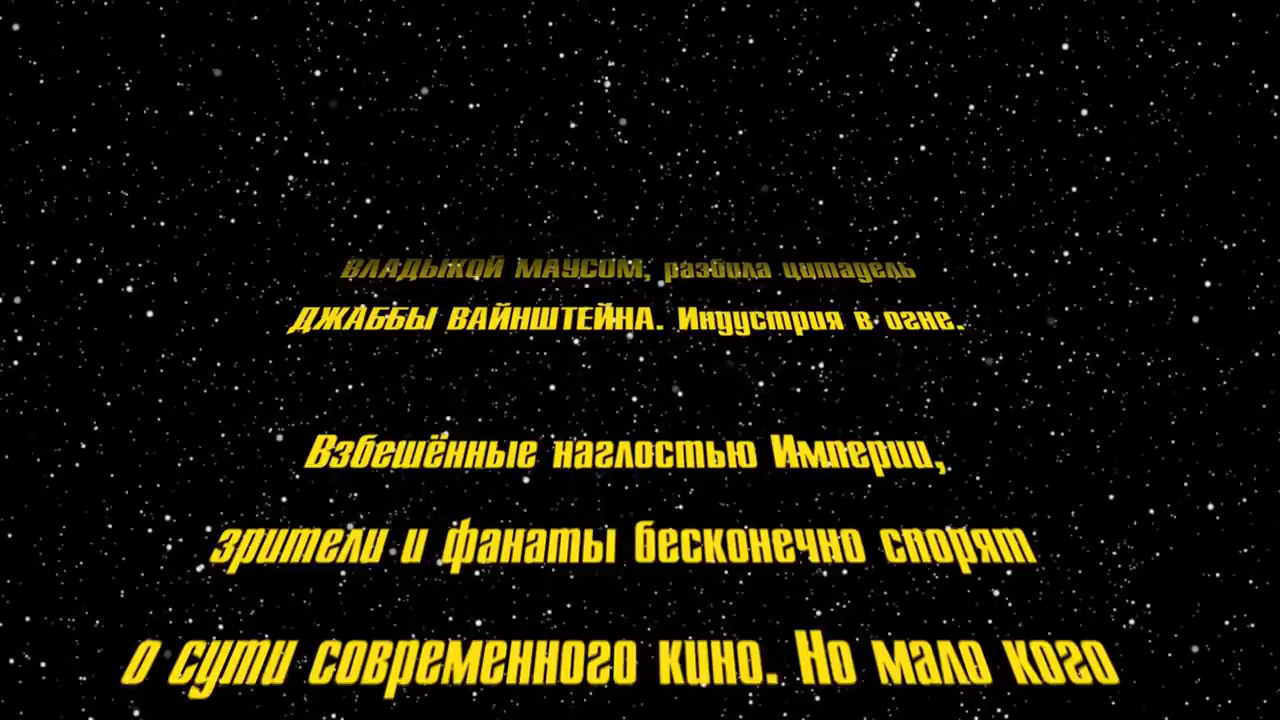 ВЛАДЫКОЙ МАУСОМ, разбила цитадель
ДЖАББЫ ВАЙНШТЕЙНА. Индустрия в огне.
Взбешённые наглостью Империи,
зрители и фанаты бесконечно спорят
о сути современного кино. Но мало кого